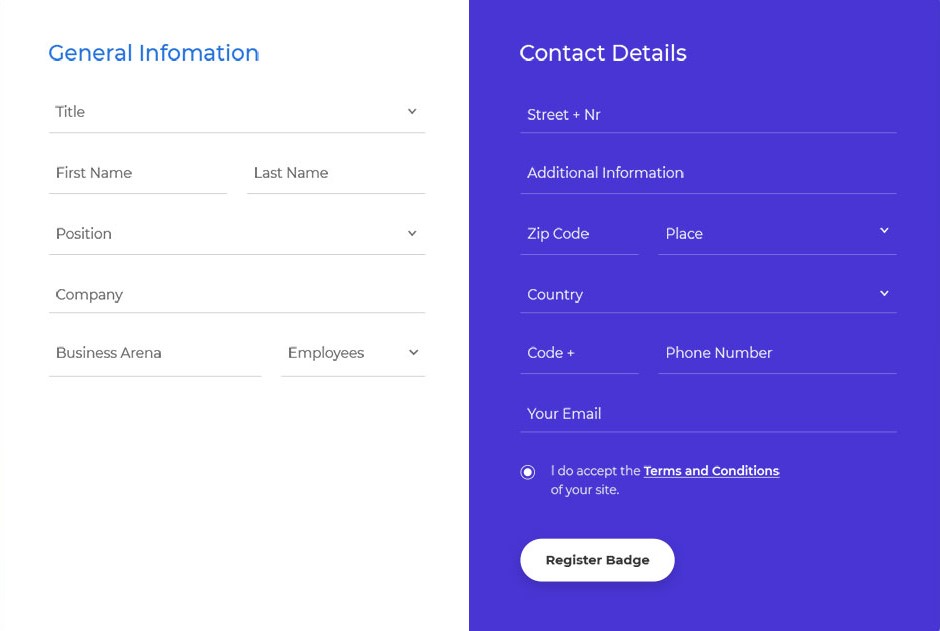 General Infomation
Title
First Name Last Name
Position
Company
Business Arena Employees
Contact Details
Street + Nr
Additional Information
Zip Code Place
Country
Code + Phone Number
Your Email
I do accept the Terms and Conditions
of your site.
Register Badge